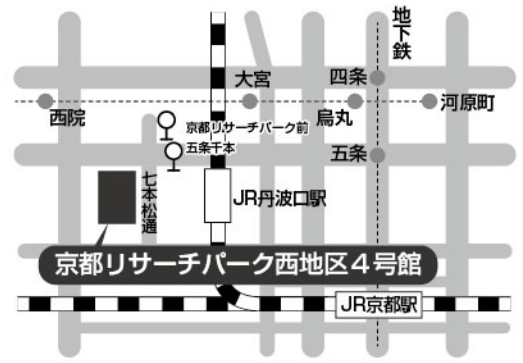 地下鉄
四条
大宮
西院
烏丸
河原町
京都リサーチパーク前
五条千本
五条
七本松通
JR丹波口駅
京都リサーチパーク西地区4号館
JR京都駅